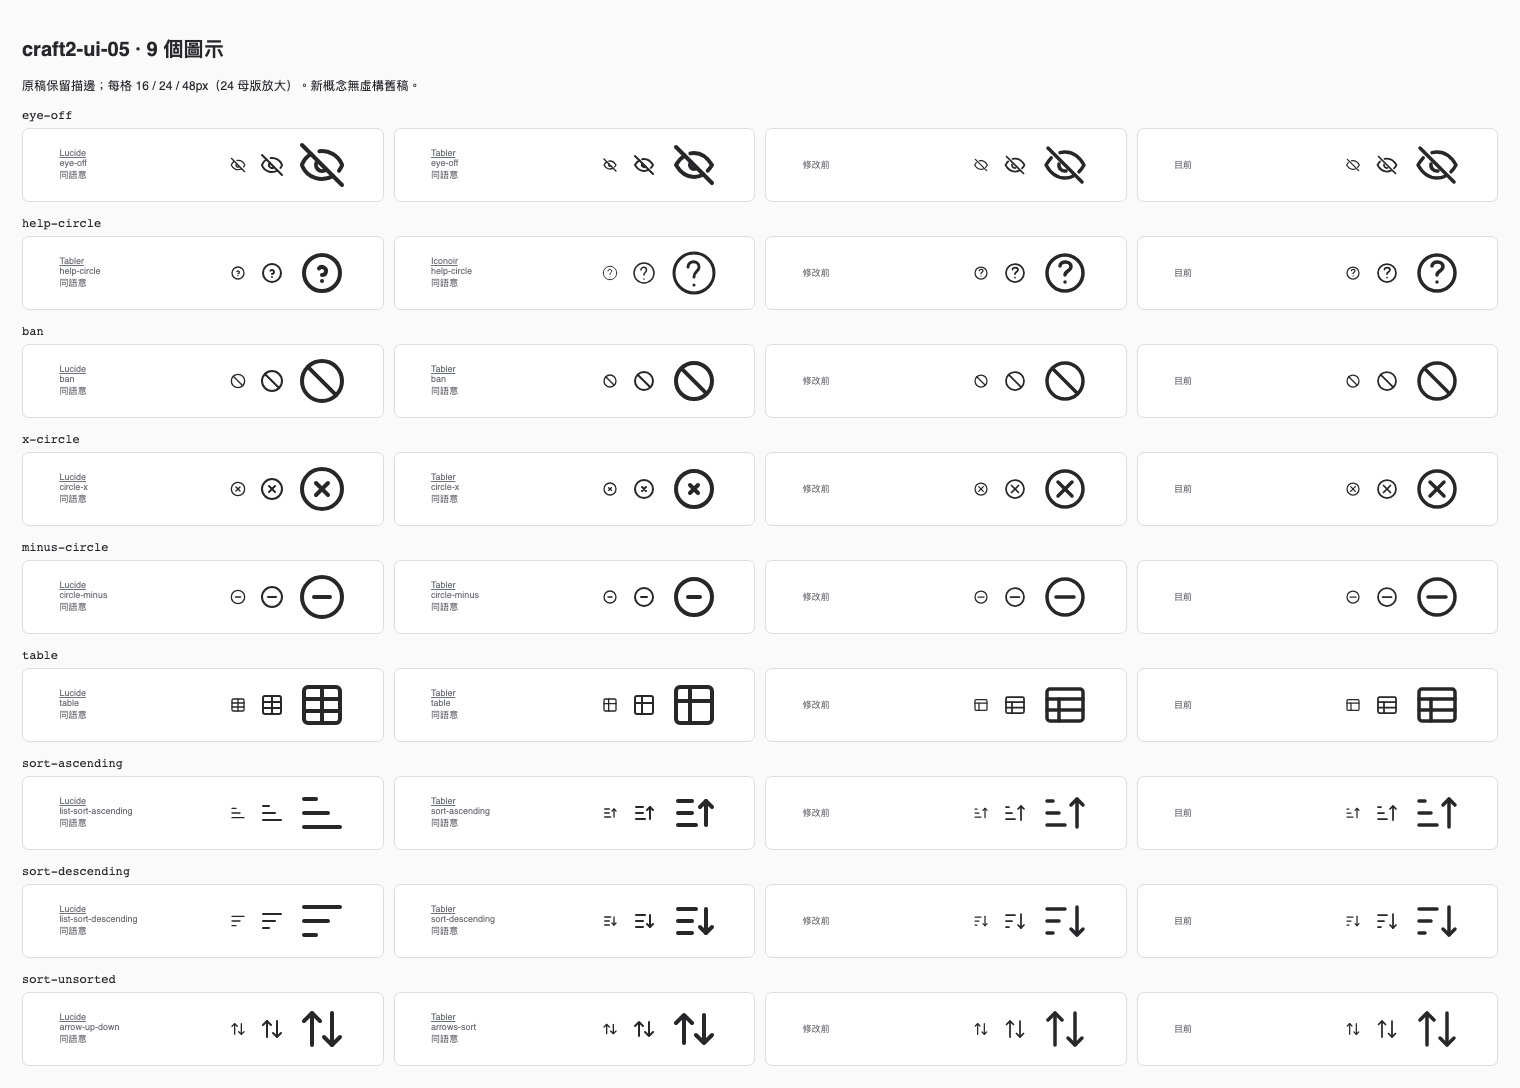 craft2-ui-05 · 9 個圖示
原稿保留描邊；每格 16 / 24 / 48px（24 母版放大）。新概念無虛構舊稿。
eye-off
Lucide
eye-off
同語意
Tabler
eye-off
同語意
修改前
目前
help-circle
Tabler
help-circle
同語意
Iconoir
help-circle
同語意
修改前
目前
ban
Lucide
ban
同語意
Tabler
ban
同語意
修改前
目前
x-circle
Lucide
circle-x
同語意
Tabler
circle-x
同語意
修改前
目前
minus-circle
Lucide
circle-minus
同語意
Tabler
circle-minus
同語意
修改前
目前
table
Lucide
table
同語意
Tabler
table
同語意
修改前
目前
sort-ascending
Lucide
list-sort-ascending
同語意
Tabler
sort-ascending
同語意
修改前
目前
sort-descending
Lucide
list-sort-descending
同語意
Tabler
sort-descending
同語意
修改前
目前
sort-unsorted
Lucide
arrow-up-down
同語意
Tabler
arrows-sort
同語意
修改前
目前